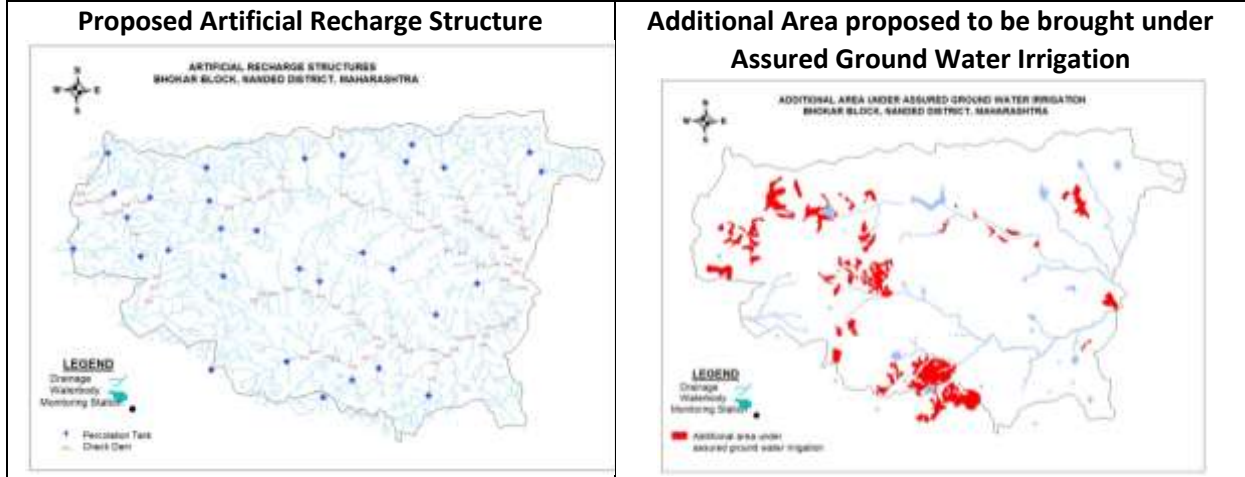 Proposed Artificial Recharge Structure
ARTIFICIAL RECHARGE STRUCTURES
BHOKAR BLOCK, NANDED DISTRICT, MAHARASHTRA
N
W E
S
LEGEND
Drainage
Waterbody
Monitoring Station
Percolation Tank
Check Dam
Additional Area proposed to be brought under
Assured Ground Water Irrigation
ADDITIONAL AREA UNDER ASSURED GROUND WATER IRRIGATION
BHOKAR BLOCK, NANDED DISTRICT, MAHARASHTRA
N
W E
S
LEGEND
Drainage
Waterbody
Monitoring Station
Additional area under
assured ground water irrigation